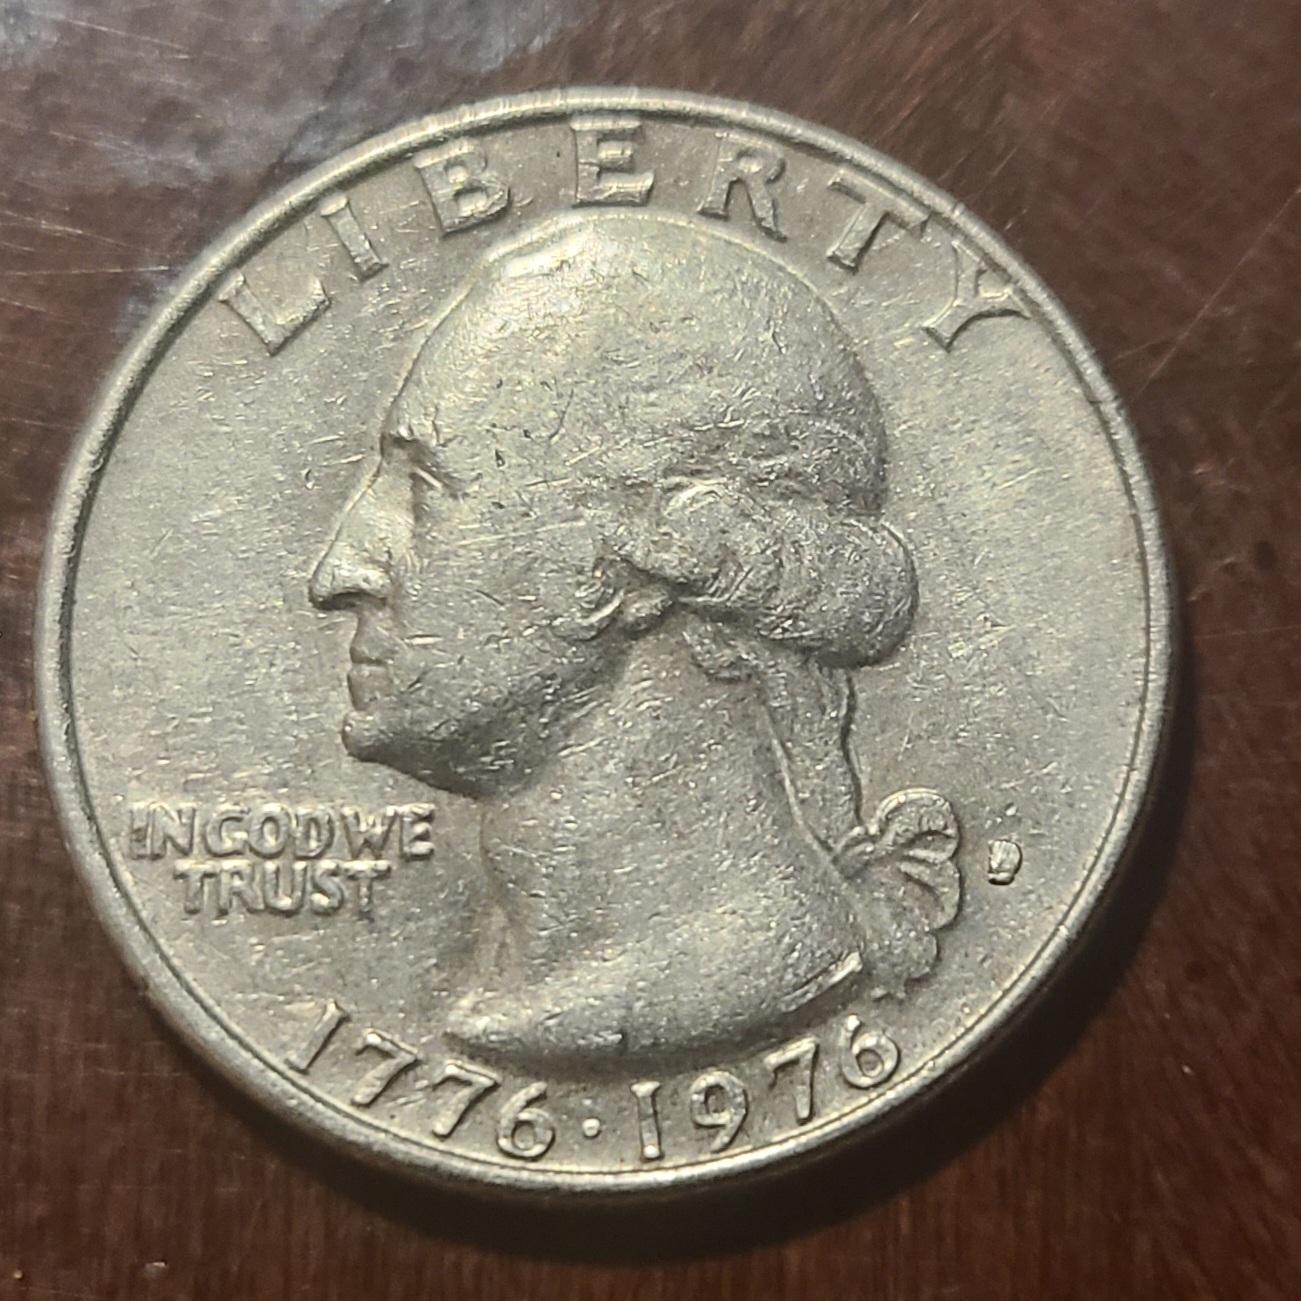 LIBERTY
IN GOD WE
TRUST
D
1776·1976